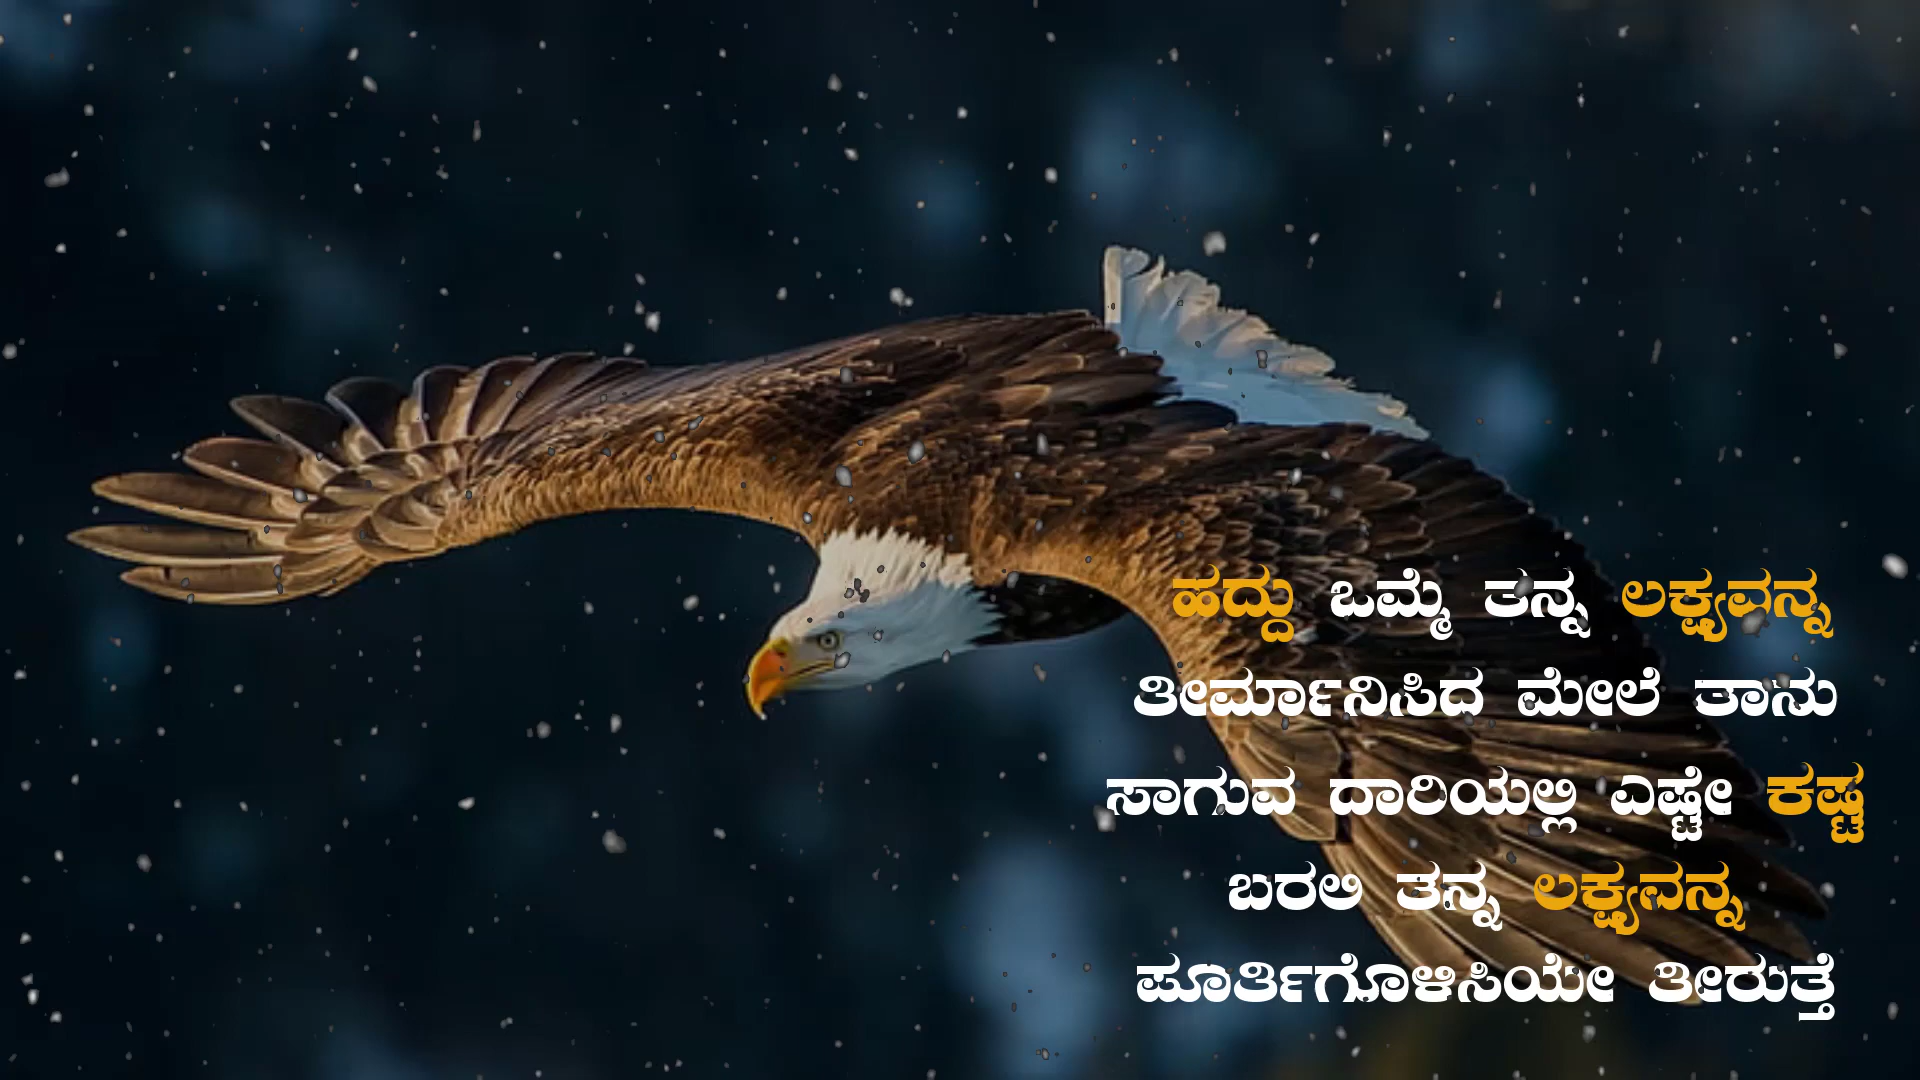 ಹದ್ದು ಒಮ್ಮೆ ತನ್ನ ಲಕ್ಷ್ಯವನ್ನ
ತೀರ್ಮಾನಿಸಿದ ಮೇಲೆ ತಾನು
ಸಾಗುವ ದಾರಿಯಲ್ಲಿ ಎಷ್ಟೇ ಕಷ್ಟ
ಬರಲಿ ತನ್ನ ಲಕ್ಷ್ಯವನ್ನ
ಪೂರ್ತಿಗೊಳಿಸಿಯೇ ತೀರುತ್ತೆ